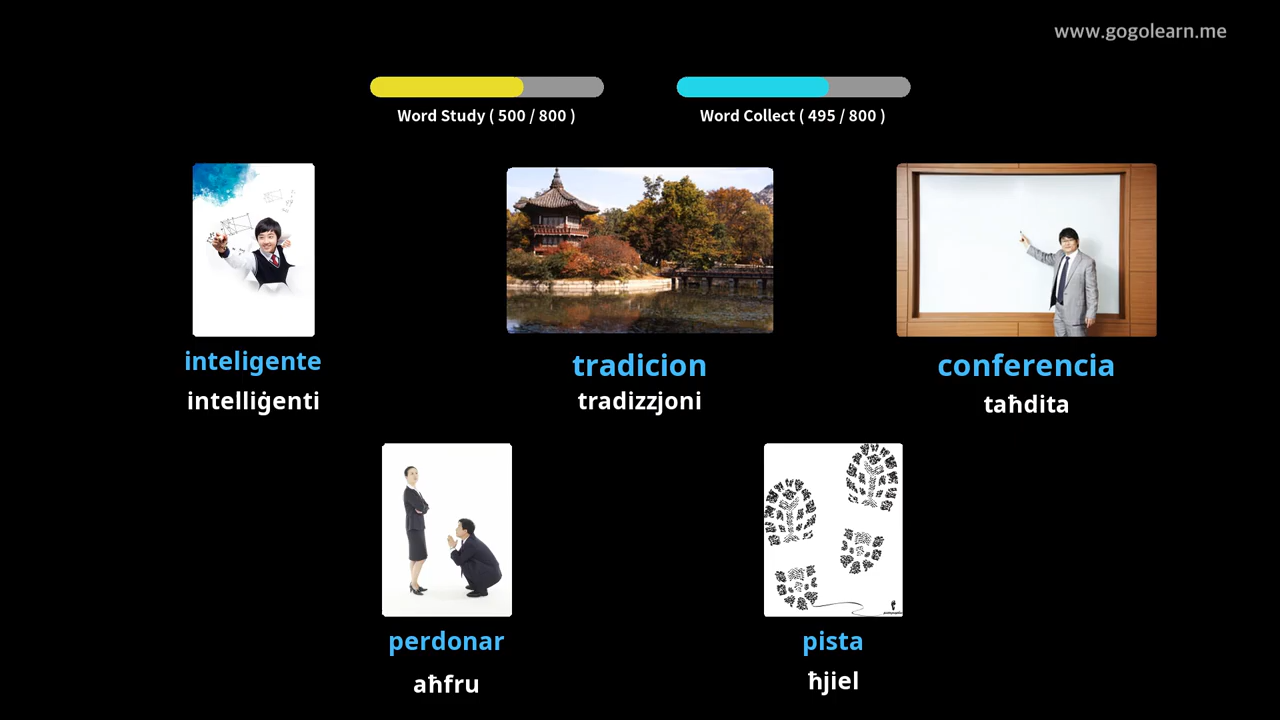 www.gogolearn.me
Word Study ( 500 / 800 )
Word Collect ( 495 / 800 )
inteligente
intelliġenti
tradicion
tradizzjoni
conferencia
taħdita
perdonar
aħfru
pista
ħjiel